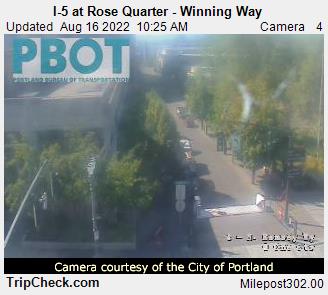 I-5 at Rose Quarter - Winning Way
Updated Aug 16 2022 10:25 AM Camera 4
PBOT
PORTLAND BUREAU OF TRANSPORTATION
Camera courtesy of the City of Portland
TripCheck.com Milepost302.00